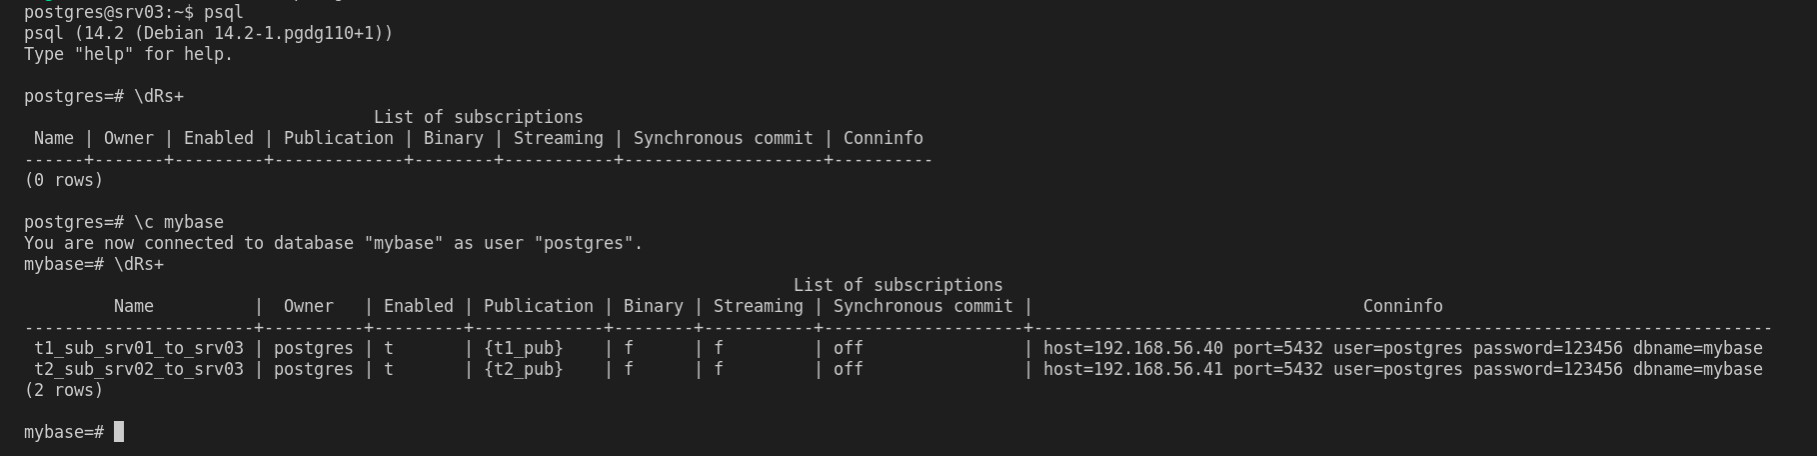 postgres@srv03:~$ psql
psql (14.2 (Debian 14.2-1.pgdg110+1))
Type "help" for help.

postgres=# \dRs+
                                   List of subscriptions
 Name | Owner | Enabled | Publication | Binary | Streaming | Synchronous commit | Conninfo
------+-------+---------+-------------+--------+-----------+--------------------+----------
(0 rows)

postgres=# \c mybase
You are now connected to database "mybase" as user "postgres".
mybase=# \dRs+
                                                                             List of subscriptions
         Name          |  Owner   | Enabled | Publication | Binary | Streaming | Synchronous commit |                                 Conninfo
-----------------------+----------+---------+-------------+--------+-----------+--------------------+--------------------------------------------------------------------------
 t1_sub_srv01_to_srv03 | postgres | t       | {t1_pub}    | f      | f         | off                | host=192.168.56.40 port=5432 user=postgres password=123456 dbname=mybase
 t2_sub_srv02_to_srv03 | postgres | t       | {t2_pub}    | f      | f         | off                | host=192.168.56.41 port=5432 user=postgres password=123456 dbname=mybase
(2 rows)

mybase=#